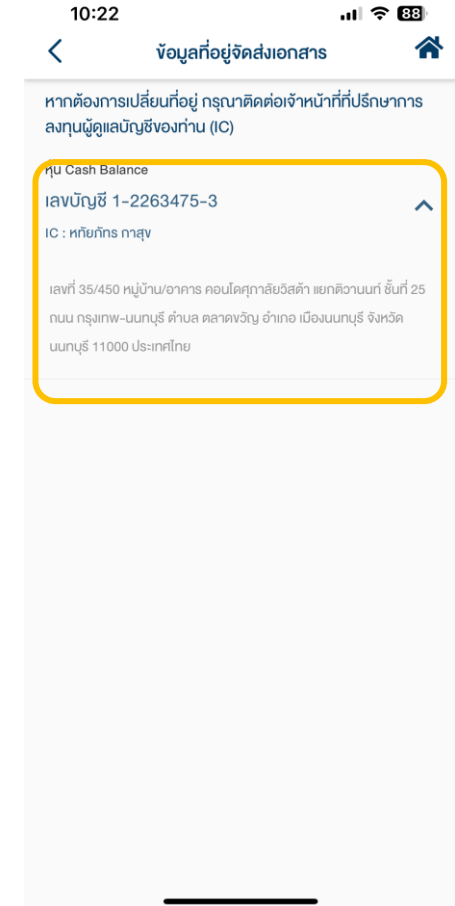 10:22
88
ข้อมูลที่อยู่จัดส่งเอกสาร
หากต้องการเปลี่ยนที่อยู่ กรุณาติดต่อเจ้าหน้าที่ที่ปรึกษาการ
ลงทุนผู้ดูแลบัญชีของท่าน (IC)
หุ้น Cash Balance
เลขบัญชี 1-2263475-3
IC : หทัยภัทร กาสุข
เลขที่ 35/450 หมู่บ้าน/อาคาร คอนโดศุภาลัยวิสต้า แยกติวานนท์ ชั้นที่ 25
ถนน กรุงเทพ-นนทบุรี ตำบล ตลาดขวัญ อำเภอ เมืองนนทบุรี จังหวัด
นนทบุรี 11000 ประเทศไทย